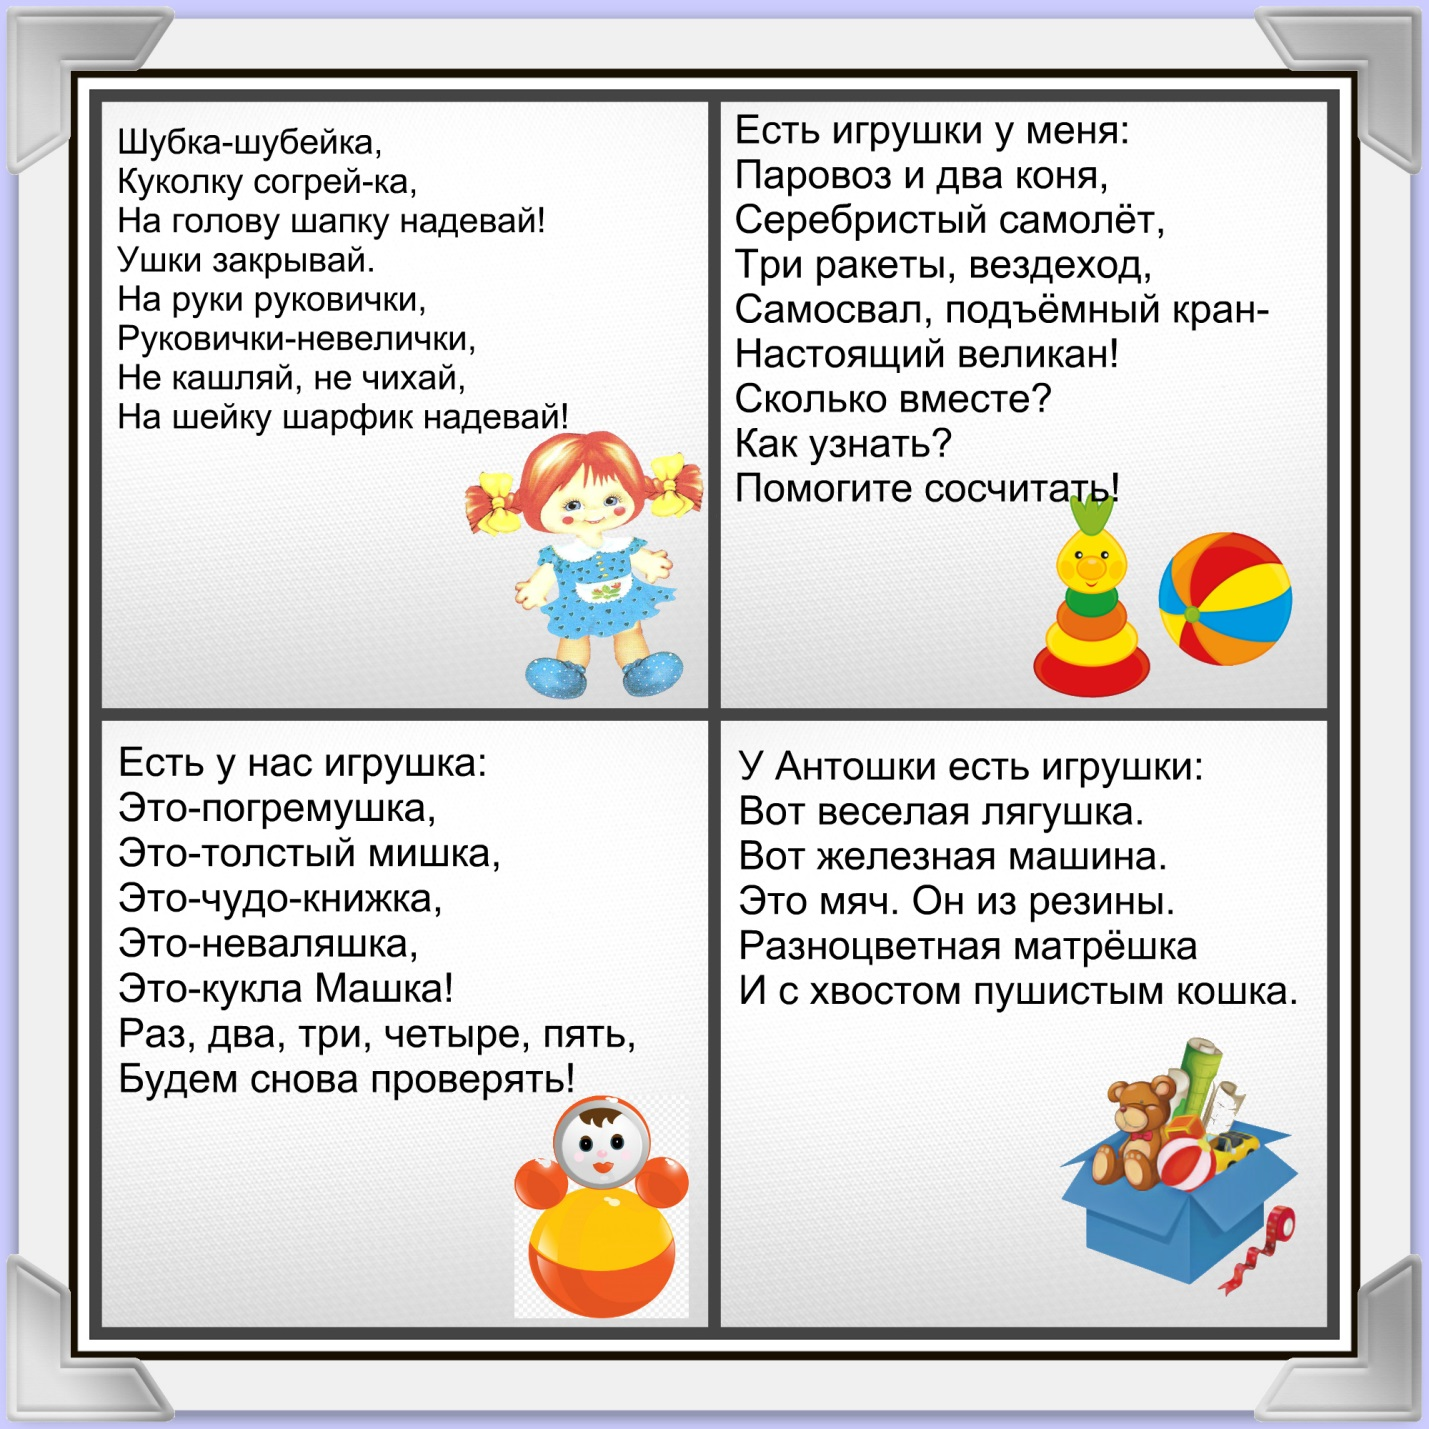 Шубка-шубейка,
Куколку согрей-ка,
На голову шапку надевай!
Ушки закрывай.
На руки руковички,
Руковички-невелички,
Не кашляй, не чихай,
На шейку шарфик надевай!
Есть игрушки у меня:
Паровоз и два коня,
Серебристый самолёт,
Три ракеты, вездеход,
Самосвал, подъёмный кран-
Настоящий великан!
Сколько вместе?
Как узнать?
Помогите сосчитать!
Есть у нас игрушка:
Это-погремушка,
Это-толстый мишка,
Это-чудо-книжка,
Это-неваляшка,
Это-кукла Машка!
Раз, два, три, четыре, пять,
Будем снова проверять!
У Антошки есть игрушки:
Вот веселая лягушка.
Вот железная машина.
Это мяч. Он из резины.
Разноцветная матрёшка
И с хвостом пушистым кошка.